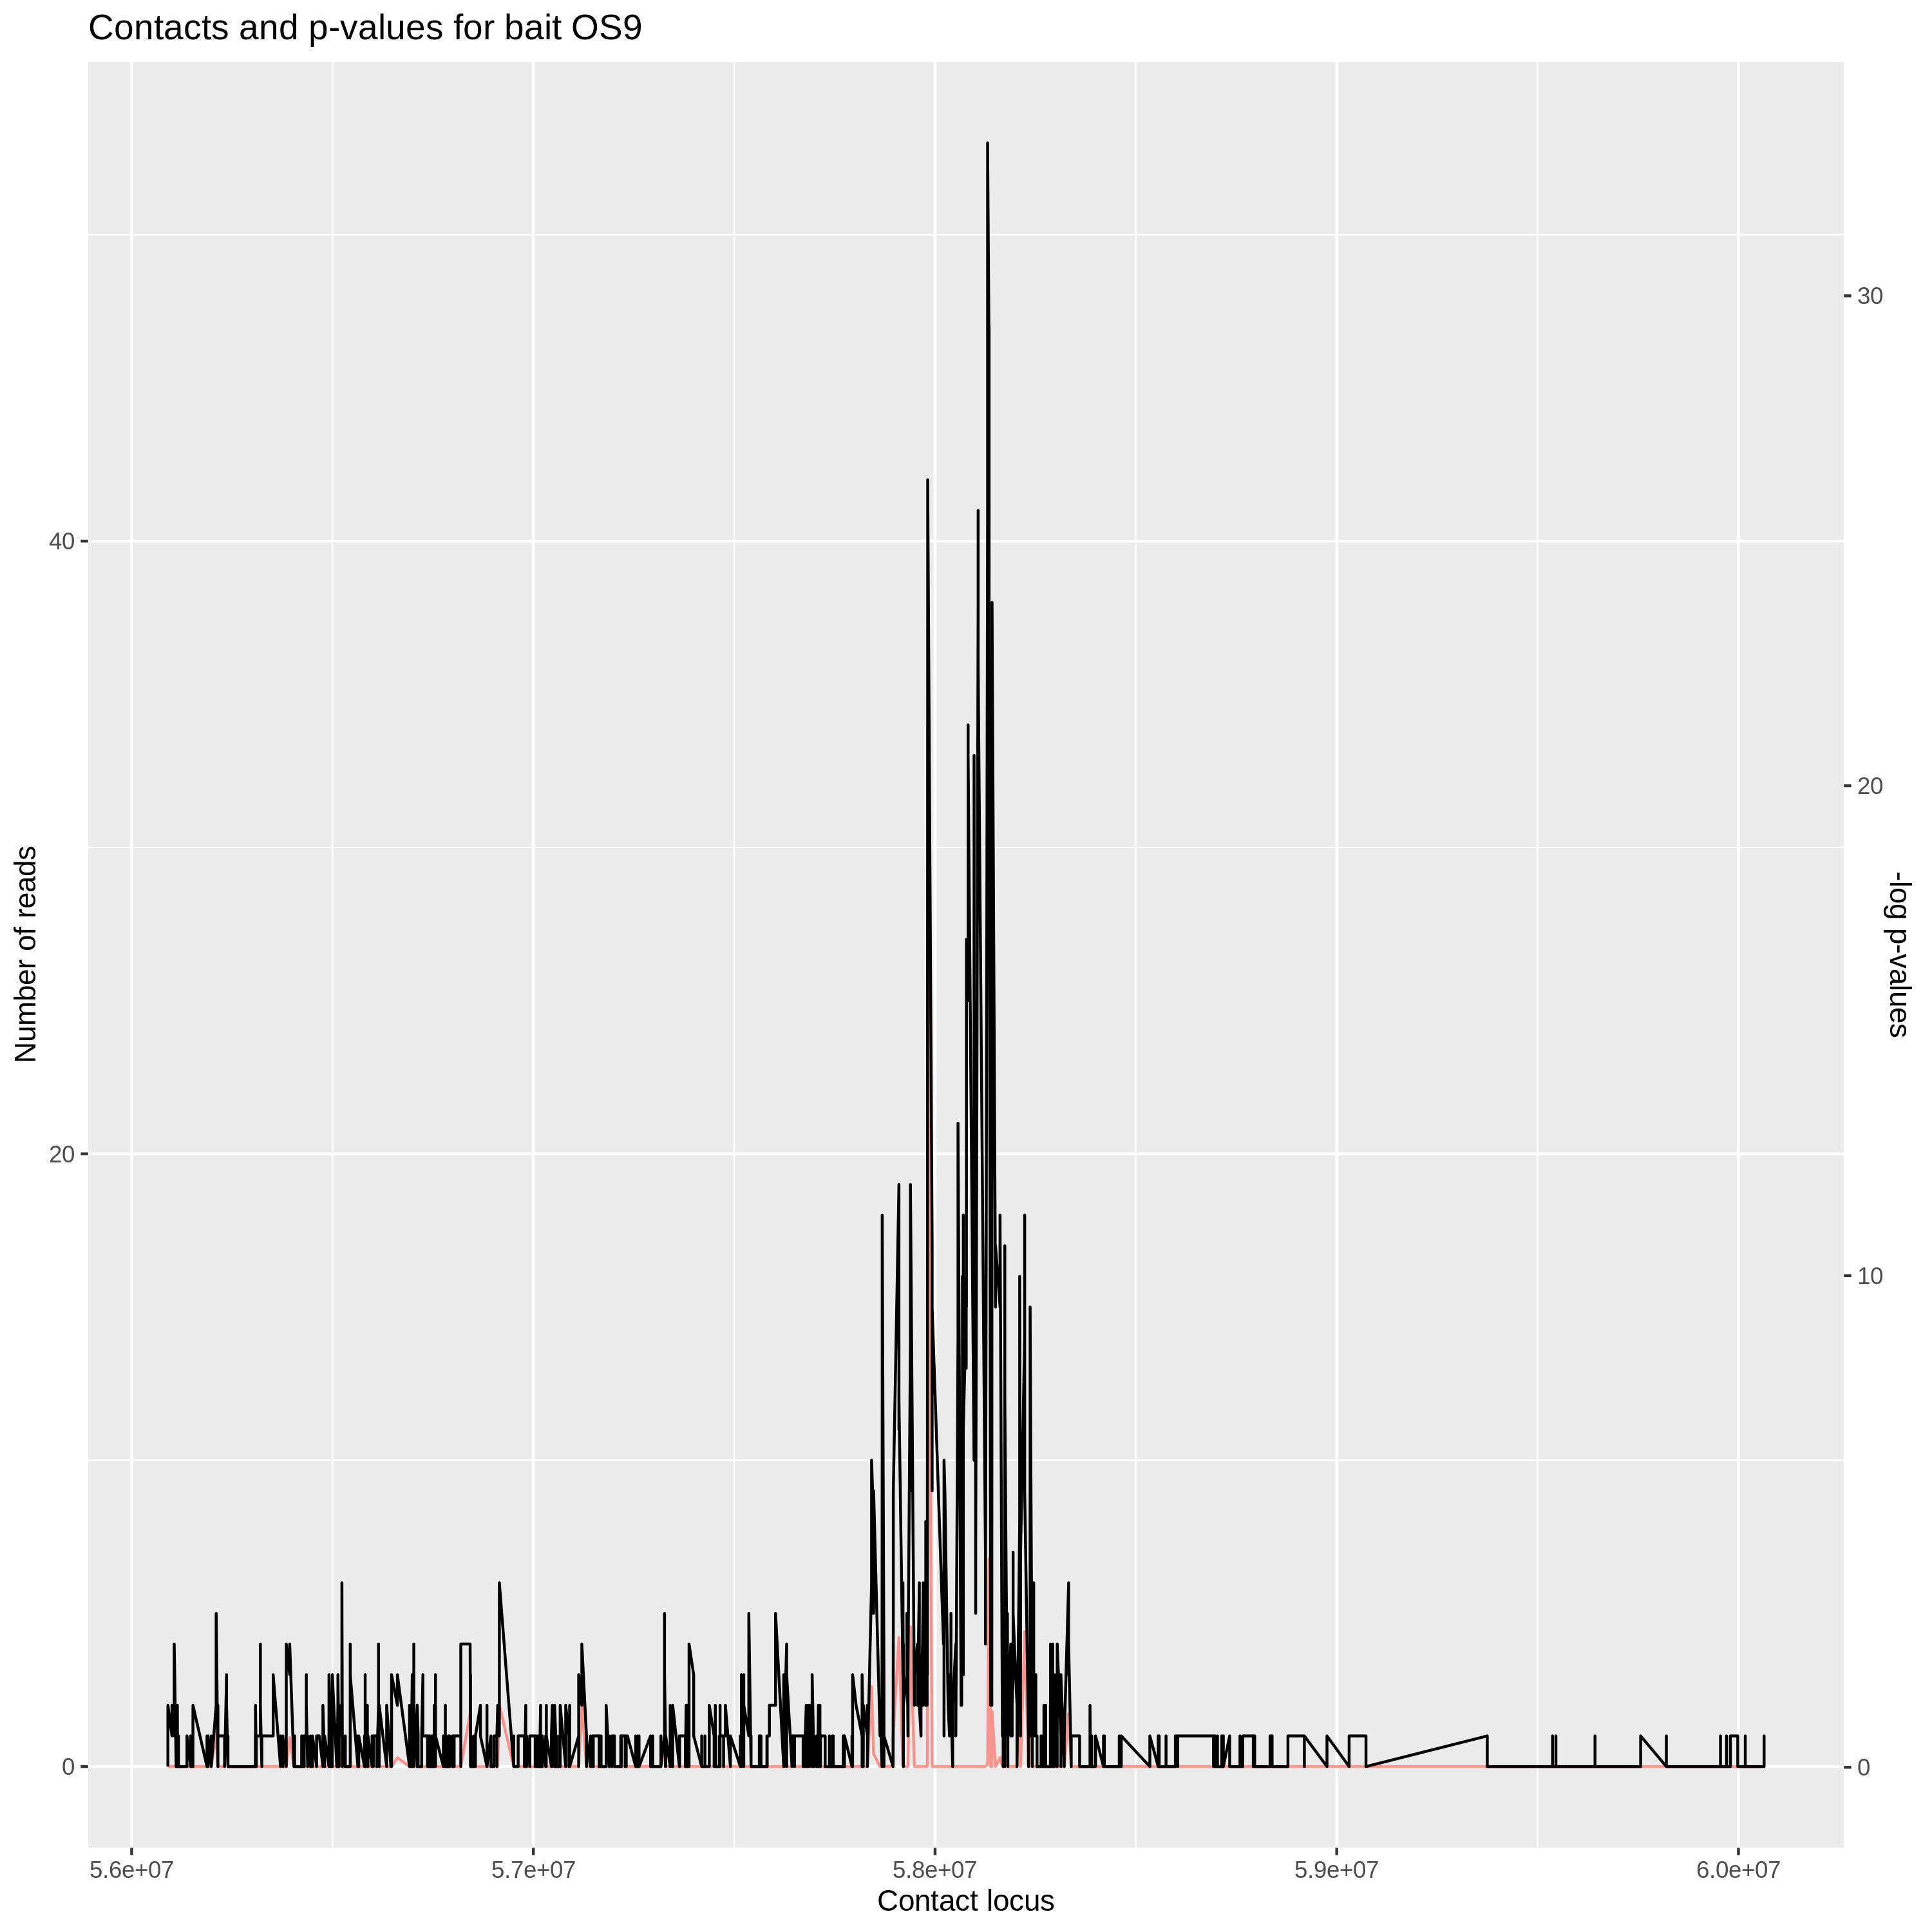 Contacts and p-values for bait OS9
Number of reads
40
20
0
30
20
10
0
-log p-values
5.6e+07
5.7e+07
5.8e+07
5.9e+07
6.0e+07
Contact locus